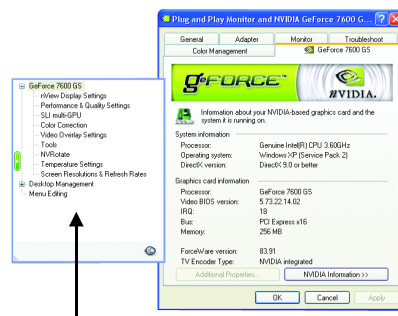 Plug and Play Monitor and NVIDIA GeForce 7600 G...
General Adapter Monitor Troubleshoot
Color Management GeForce 7600 GS
GeFORCE™
NVIDIA.
Information about your NVIDIA-based graphics card and the
system it is running on.
System information
Processor: Genuine Intel(R) CPU 3.60GHz
Operating system: Windows XP (Service Pack 2)
DirectX version: DirectX 9.0 or better
Graphics card information
Processor: GeForce 7600 GS
Video BIOS version: 5.73.22.14.02
IRQ: 18
Bus: PCI Express x16
Memory: 256 MB
ForceWare version: 83.91
TV Encoder Type: NVIDIA integrated
Additional Properties...
NVIDIA Information >>
OK Cancel Apply
GeForce 7600 GS
nView Display Settings
Performance & Quality Settings
SLI multi-GPU
Color Correction
Video Overlay Settings
Tools
NVRotate
Temperature Settings
Screen Resolutions & Refresh Rates
Desktop Management
Menu Editing